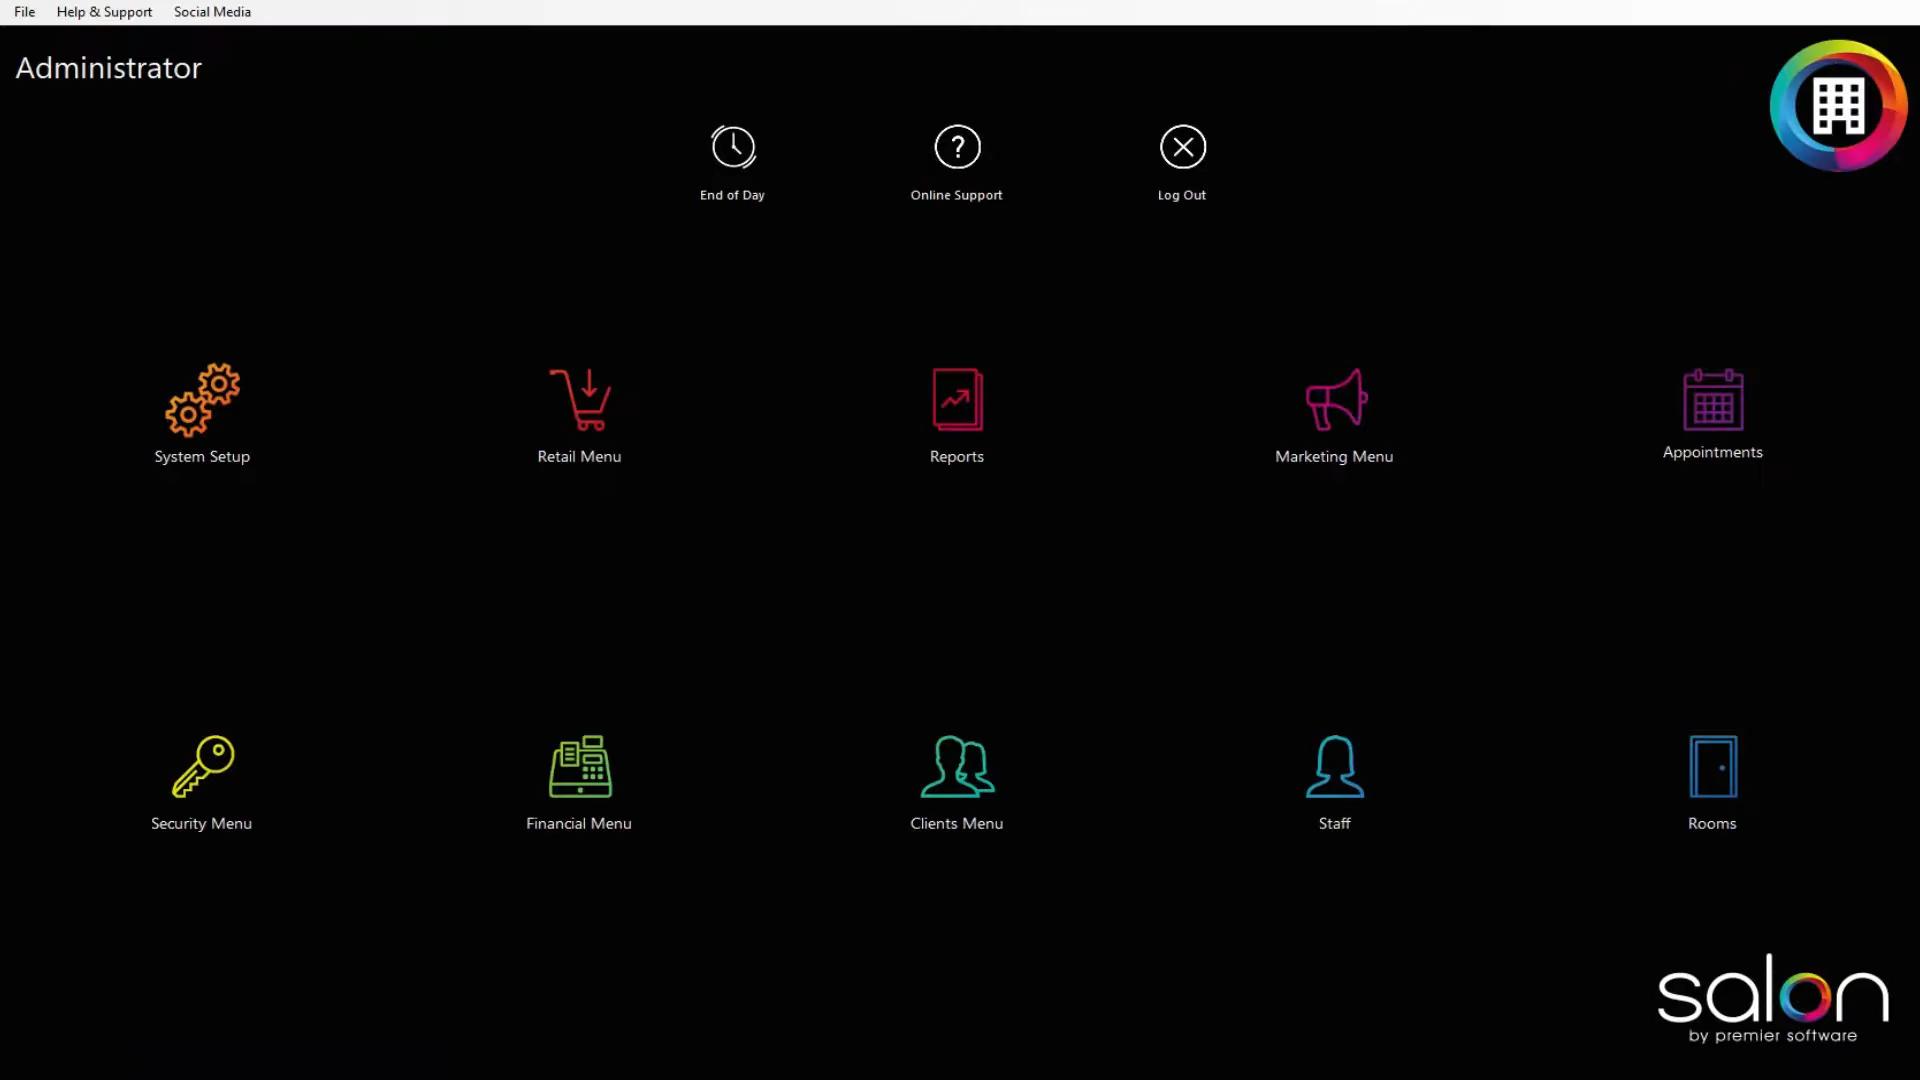 File Help & Support Social Media
Administrator
End of Day Online Support Log Out
System Setup Retail Menu Reports Marketing Menu Appointments
Security Menu Financial Menu Clients Menu Staff Rooms
salon
by premier software